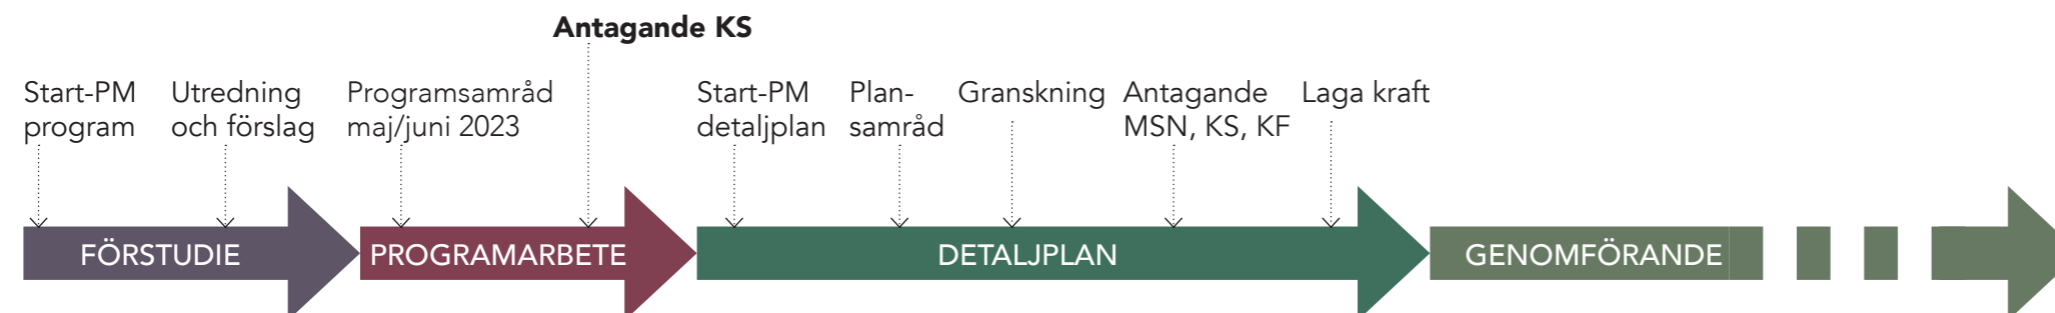 Antagande KS
Start-PM
program
Utredning
och förslag
Programsamråd
maj/juni 2023
Start-PM
detaljplan
Plan-
samråd
Granskning
Antagande
MSN, KS, KF
Laga kraft
FÖRSTUDIE
PROGRAMARBETE
DETALJPLAN
GENOMFÖRANDE